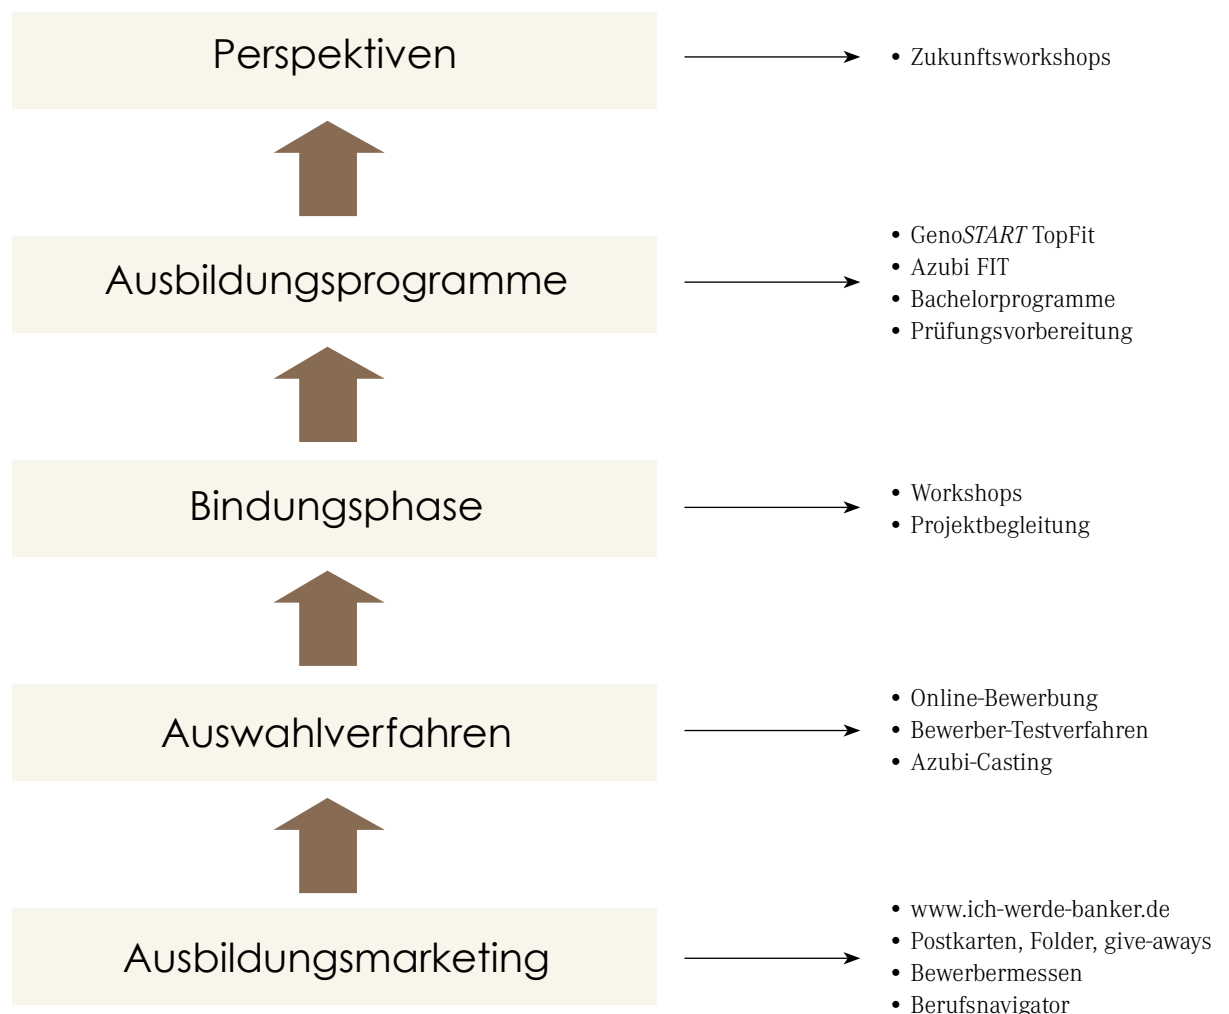 Perspektiven
• Zukunftsworkshops
Ausbildungsprogramme
• GenoSTART TopFit
• Azubi FIT
• Bachelorprogramme
• Prüfungsvorbereitung
Bindungsphase
• Workshops
• Projektbegleitung
Auswahlverfahren
• Online-Bewerbung
• Bewerber-Testverfahren
• Azubi-Casting
Ausbildungsmarketing
• www.ich-werde-banker.de
• Postkarten, Folder, give-aways
• Bewerbermessen
• Berufsnavigator